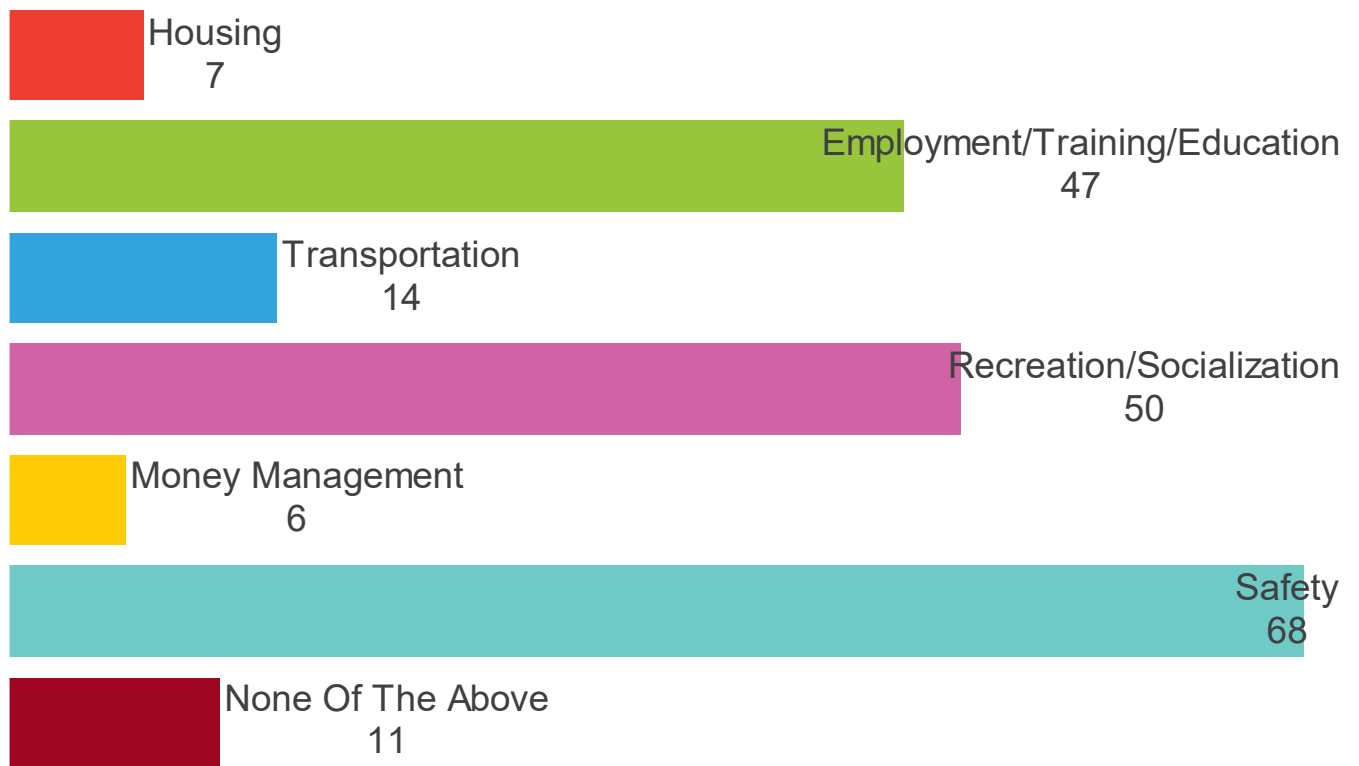 Housing
7
Employment/Training/Education
47
Transportation
14
Recreation/Socialization
50
Money Management
6
Safety
68
None Of The Above
11